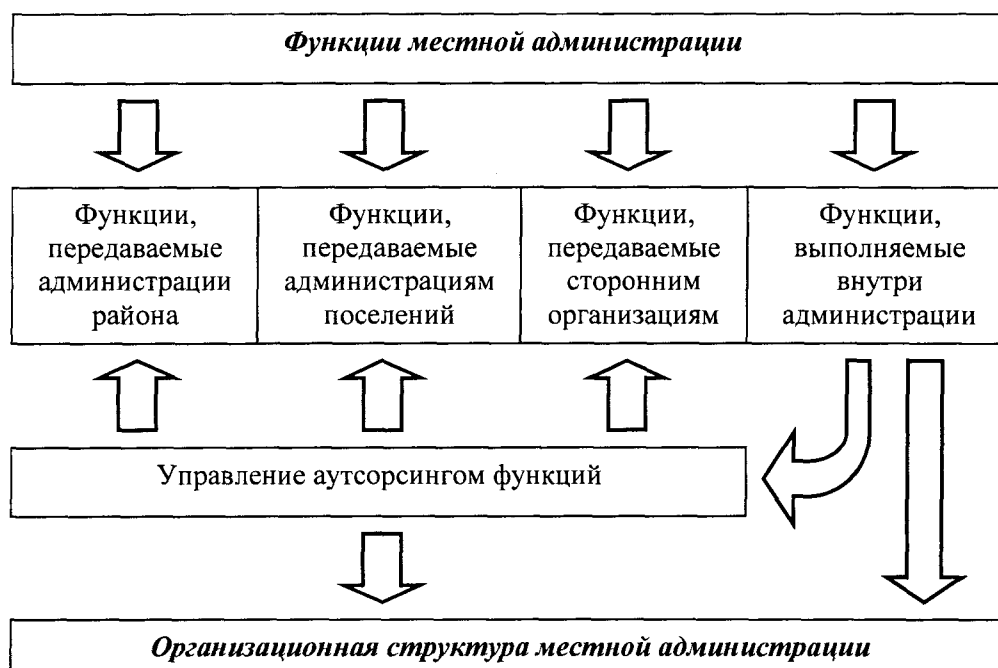 Функции местной администрации
Функции,
передаваемые
администрации
района
Функции,
передаваемые
администрациям
поселений
Функции,
передаваемые
сторонним
организациям
Функции,
выполняемые
внутри
администрации
Управление аутсорсингом функций
Организационная структура местной администрации